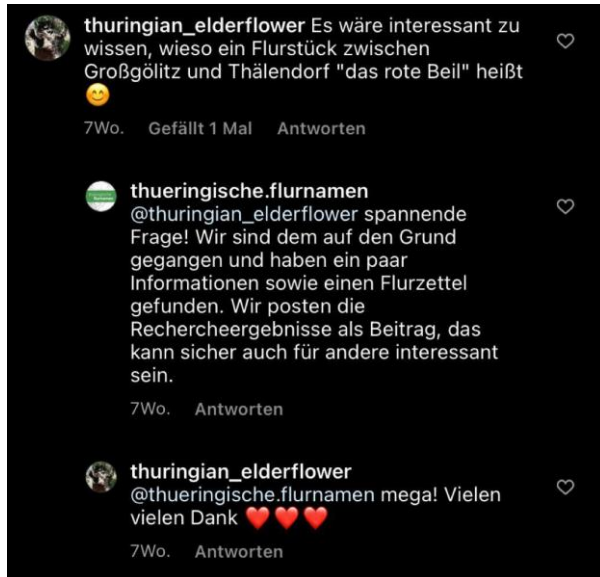 thuringian_elderflower Es wäre interessant zu
wissen, wieso ein Flurstück zwischen
Großgölitz und Thälendorf "das rote Beil" heißt
😊
7Wo. Gefällt 1 Mal Antworten
thueringische.flurnamen
@thuringian_elderflower spannende
Frage! Wir sind dem auf den Grund
gegangen und haben ein paar
Informationen sowie einen Flurzettel
gefunden. Wir posten die
Rechercheergebnisse als Beitrag, das
kann sicher auch für andere interessant
sein.
7Wo. Antworten
thuringian_elderflower
@thueringische.flurnamen mega! Vielen
vielen Dank ❤️❤️❤️
7Wo. Antworten